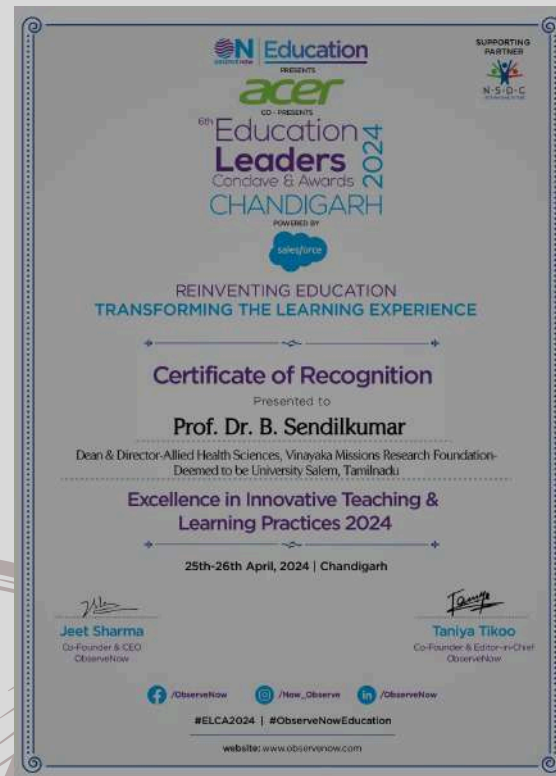 ON | Education
OBSERVE NOW
PRESENTS
SUPPORTING
PARTNER
N·S·D·C
acer
CO - PRESENTS
6th Education
Leaders
Conclave & Awards
2024
CHANDIGARH
POWERED BY
salesforce
REINVENTING EDUCATION
TRANSFORMING THE LEARNING EXPERIENCE
Certificate of Recognition
Presented to
Prof. Dr. B. Sendilkumar
Dean & Director-Allied Health Sciences, Vinayaka Missions Research Foundation-
Deemed to be University Salem, Tamilnadu
Excellence in Innovative Teaching &
Learning Practices 2024
25th-26th April, 2024 | Chandigarh
Jeet Sharma
Co-Founder & CEO
ObserveNow
Taniya Tikoo
Co-Founder & Editor-in-Chief
ObserveNow
/ObserveNow /Now_Observe in /ObserveNow
#ELCA2024 | #ObserveNowEducation
website: www.observenow.com